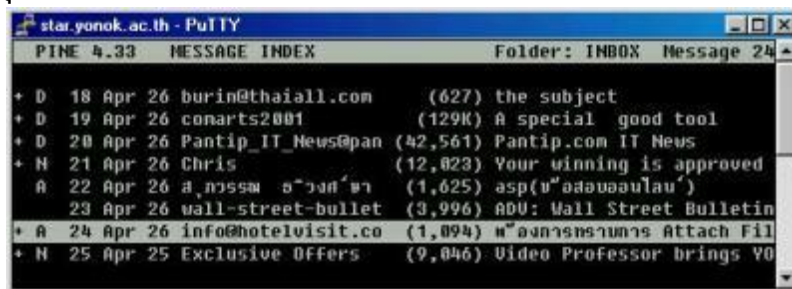 star.yonok.ac.th - PuTTY
PINE 4.33 MESSAGE INDEX Folder: INBOX Message 24
+ D 18 Apr 26 burin@thaiall.com (627) the subject
+ D 19 Apr 26 comarts2001 (129K) A special good tool
+ D 20 Apr 26 Pantip_IT_News@pan (42,561) Pantip.com IT News
+ N 21 Apr 26 Chris (12,023) Your winning is approved
A 22 Apr 26 (1,625) asp(
23 Apr 26 wall-street-bullet (3,996) ADV: Wall Street Bulletin
+ A 24 Apr 26 info@hotelvisit.co (1,094) Attach Fil
+ N 25 Apr 25 Exclusive Offers (9,046) Video Professor brings YO